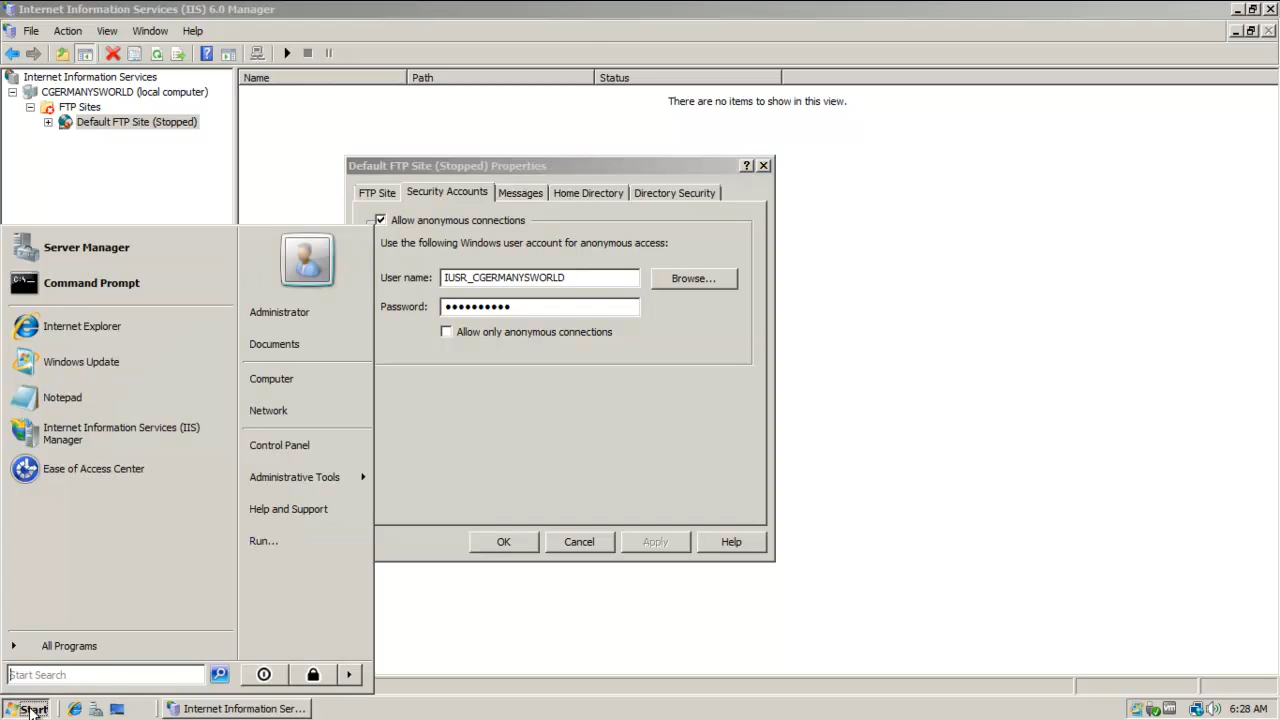 Internet Information Services (IIS) 6.0 Manager
File Action View Window Help
Internet Information Services
CGERMANYSWORLD (local computer)
FTP Sites
Default FTP Site (Stopped)
Name Path Status
There are no items to show in this view.
Default FTP Site (Stopped) Properties
FTP Site Security Accounts Messages Home Directory Directory Security
Allow anonymous connections
Use the following Windows user account for anonymous access:
User name: IUSR_CGERMANYSWORLD Browse...
Password: ●●●●●●●●●●
Allow only anonymous connections
OK Cancel Apply Help
Server Manager
Command Prompt
Internet Explorer
Windows Update
Notepad
Internet Information Services (IIS)
Manager
Ease of Access Center
All Programs
Start Search
Administrator
Documents
Computer
Network
Control Panel
Administrative Tools
Help and Support
Run...
Start Internet Information Ser... 6:28 AM